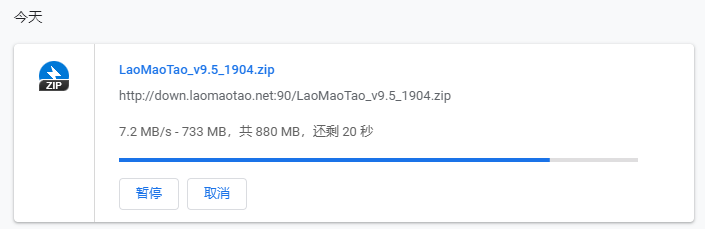 今天
ZIP
LaoMaoTao_v9.5_1904.zip
http://down.laomaotao.net:90/LaoMaoTao_v9.5_1904.zip
7.2 MB/s - 733 MB，共 880 MB，还剩 20 秒
暂停 取消